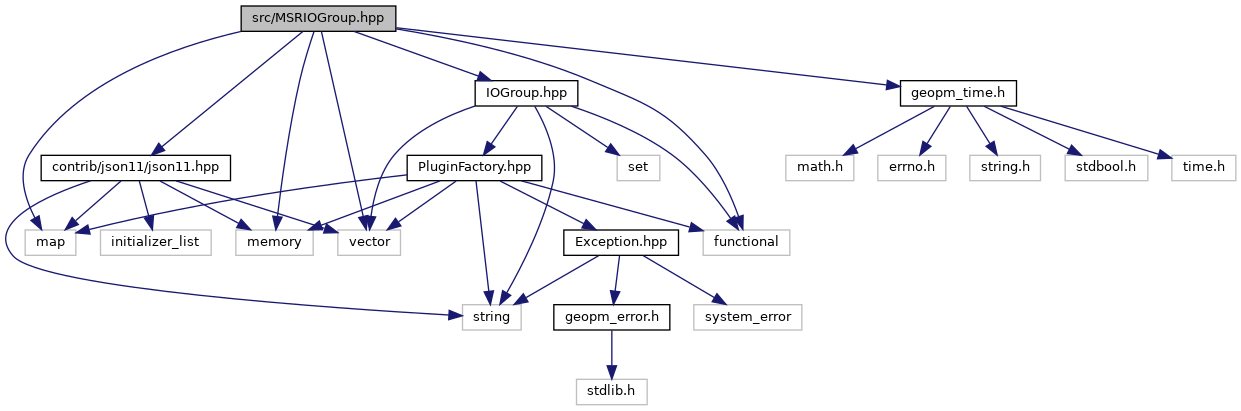 src/MSRIOGroup.hpp
IOGroup.hpp
geopm_time.h
contrib/json11/json11.hpp
PluginFactory.hpp
set
math.h
errno.h
string.h
stdbool.h
time.h
map
initializer_list
memory
vector
Exception.hpp
functional
string
geopm_error.h
system_error
stdlib.h